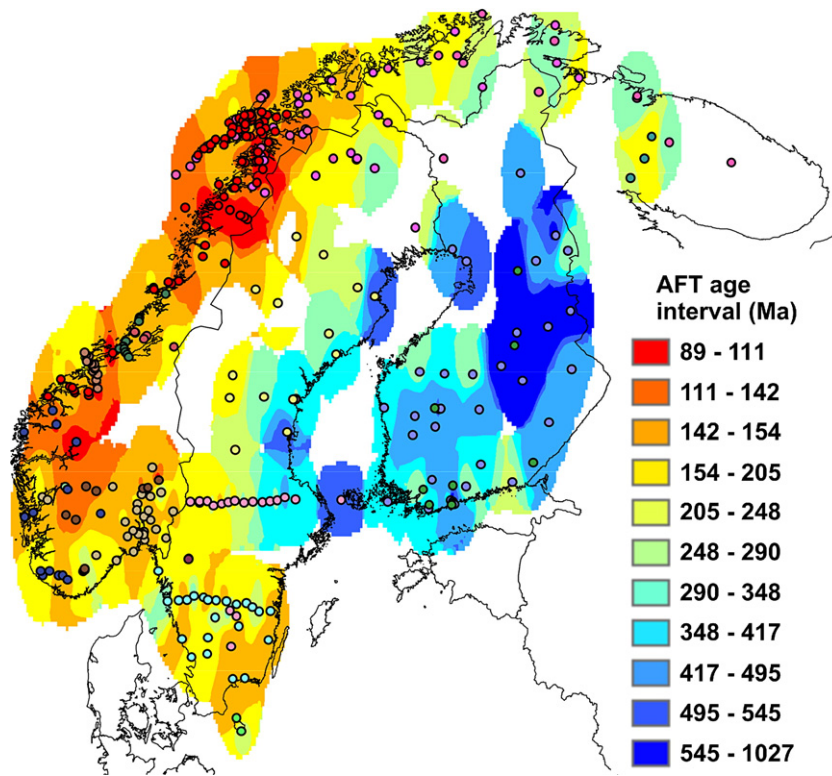 AFT age
interval (Ma)
89 - 111
111 - 142
142 - 154
154 - 205
205 - 248
248 - 290
290 - 348
348 - 417
417 - 495
495 - 545
545 - 1027